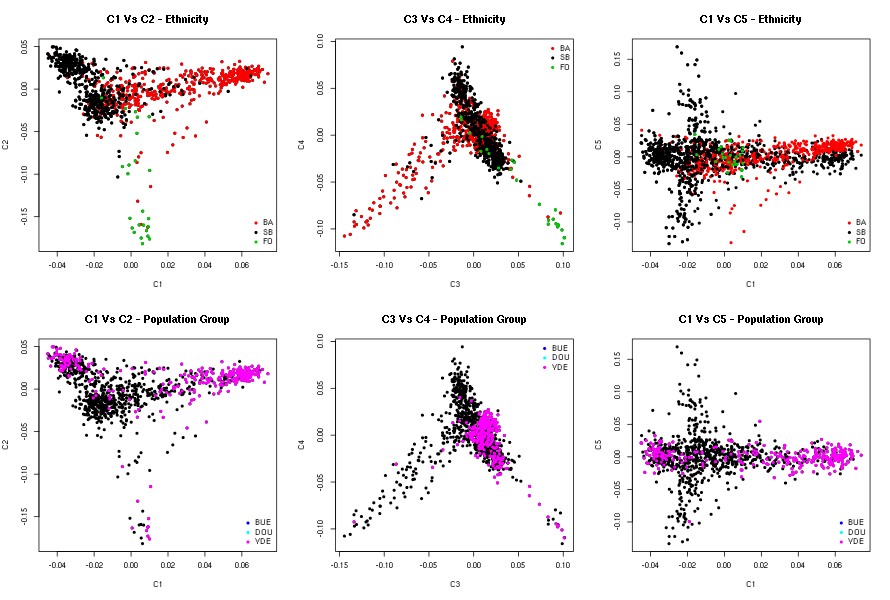 C1 Vs C2 - Ethnicity
C3 Vs C4 - Ethnicity
C1 Vs C5 - Ethnicity
0.05
0.00
-0.05
-0.10
-0.15
C2
BA
SB
FO
-0.04
-0.02
0.00
0.02
0.04
0.06
C1
0.10
0.05
0.00
-0.05
-0.10
C4
BA
SB
FO
-0.15
-0.10
-0.05
0.00
0.05
0.10
C3
0.15
0.10
0.05
0.00
-0.05
-0.10
C5
BA
SB
FO
-0.04
-0.02
0.00
0.02
0.04
0.06
C1
C1 Vs C2 - Population Group
C3 Vs C4 - Population Group
C1 Vs C5 - Population Group
0.05
0.00
-0.05
-0.10
-0.15
C2
BUE
DOU
VDE
-0.04
-0.02
0.00
0.02
0.04
0.06
C1
0.10
0.05
0.00
-0.05
-0.10
C4
BUE
DOU
VDE
-0.15
-0.10
-0.05
0.00
0.05
0.10
C3
0.15
0.10
0.05
0.00
-0.05
-0.10
C5
BUE
DOU
VDE
-0.04
-0.02
0.00
0.02
0.04
0.06
C1